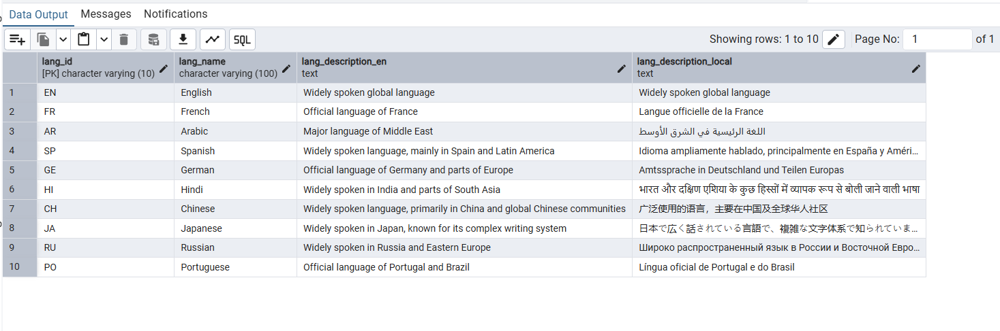 Data Output Messages Notifications
SQL Showing rows: 1 to 10 Page No: 1 of 1
lang_id lang_name lang_description_en lang_description_local
[PK] character varying (10) character varying (100) text text
1 EN English Widely spoken global language Widely spoken global language
2 FR French Official language of France Langue officielle de la France
3 AR Arabic Major language of Middle East اللغة الرئيسية في الشرق الأوسط
4 SP Spanish Widely spoken language, mainly in Spain and Latin America Idioma ampliamente hablado, principalmente en España y Améri...
5 GE German Official language of Germany and parts of Europe Amtssprache in Deutschland und Teilen Europas
6 HI Hindi Widely spoken in India and parts of South Asia भारत और दक्षिण एशिया के कुछ हिस्सों में व्यापक रूप से बोली जाने वाली भाषा
7 CH Chinese Widely spoken language, primarily in China and global Chinese communities 广泛使用的语言，主要在中国及全球华人社区
8 JA Japanese Widely spoken in Japan, known for its complex writing system 日本で広く話されている言語で、複雑な文字体系で知られていま...
9 RU Russian Widely spoken in Russia and Eastern Europe Широко распространенный язык в России и Восточной Евро...
10 PO Portuguese Official language of Portugal and Brazil Língua oficial de Portugal e do Brasil